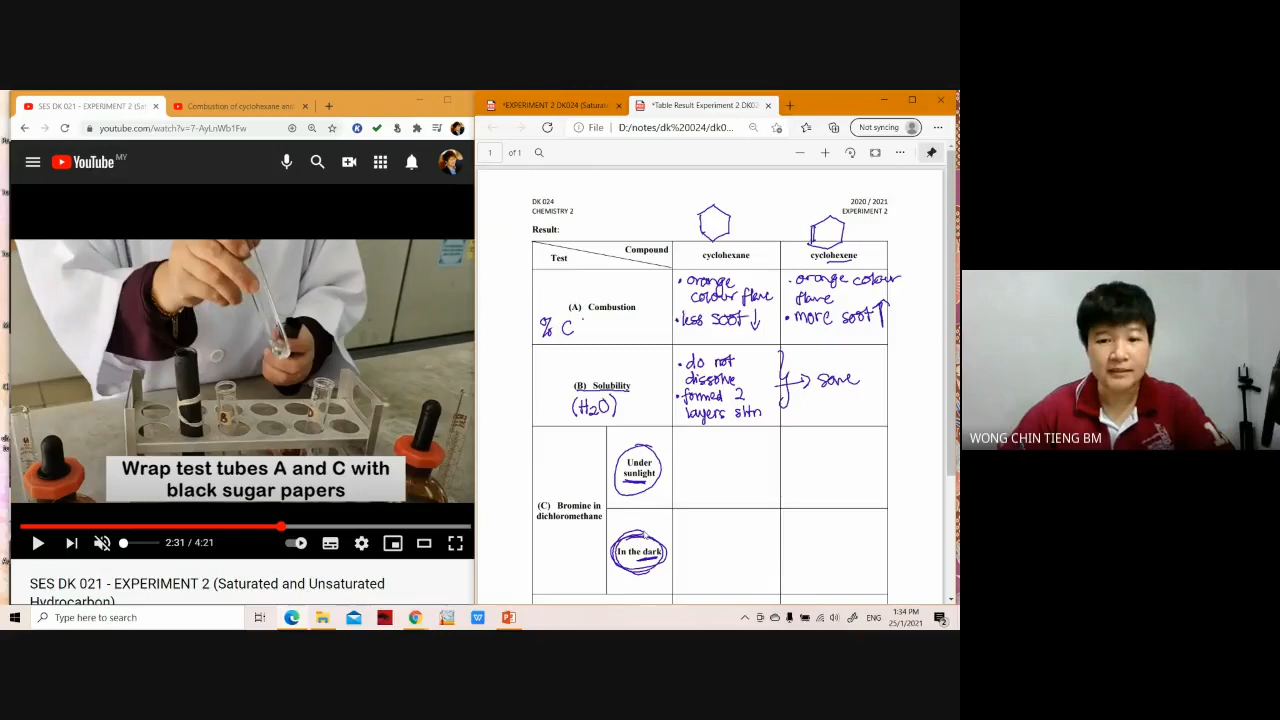 SES DK 021 - EXPERIMENT 2 (Sat
Combustion of cyclohexane and
youtube.com/watch?v=7-AyLnWb1Fw
YouTube MY
B
Wrap test tubes A and C with
black sugar papers
2:31 / 4:21
SES DK 021 - EXPERIMENT 2 (Saturated and Unsaturated
Hydrocarbon)
*EXPERIMENT 2 DK024 (Saturate
*Table Result Experiment 2 DK02
File
D:/notes/dk%20024/dk0...
Not syncing
1 of 1
DK 024
CHEMISTRY 2
2020 / 2021
EXPERIMENT 2
Result:
Compound
Test
cyclohexane
cyclohexene
(A) Combustion
% C
• orange
colour flame
• less soot ↓
• orange colour
flame
• more soot ↑
(B) Solubility
(H2O)
• do not
dissolve
• formed 2
layers sltn
→ same
(C) Bromine in
dichloromethane
Under
sunlight
In the dark
Type here to search
ENG
1:34 PM
25/1/2021
2
WONG CHIN TIENG BM